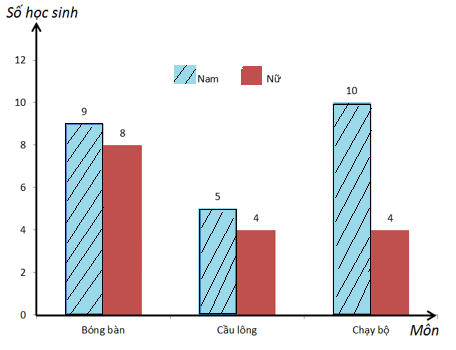 Số học sinh
12
10
8
6
4
2
0
Nam
Nữ
9
8
5
4
10
4
Bóng bàn
Cầu lông
Chạy bộ
Môn